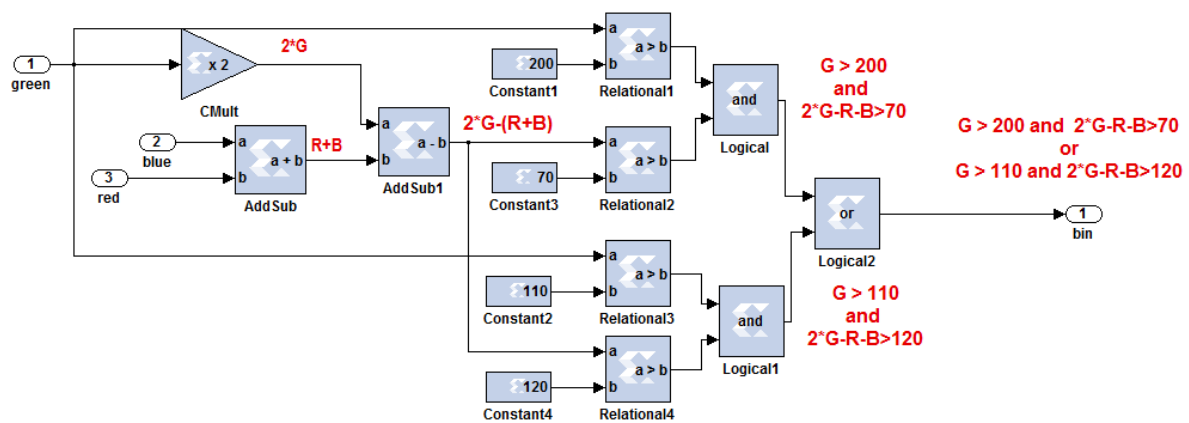 1
green
x 2
CMult
2*G
2
blue
3
red
a
b
a + b
AddSub
R+B
a
b
a - b
AddSub1
2*G-(R+B)
200
Constant1
a
b
a > b
Relational1
70
Constant3
a
b
a > b
Relational2
110
Constant2
a
b
a > b
Relational3
120
Constant4
a
b
a > b
Relational4
and
Logical
G > 200
and
2*G-R-B>70
and
Logical1
G > 110
and
2*G-R-B>120
or
Logical2
G > 200 and 2*G-R-B>70
or
G > 110 and 2*G-R-B>120
1
bin